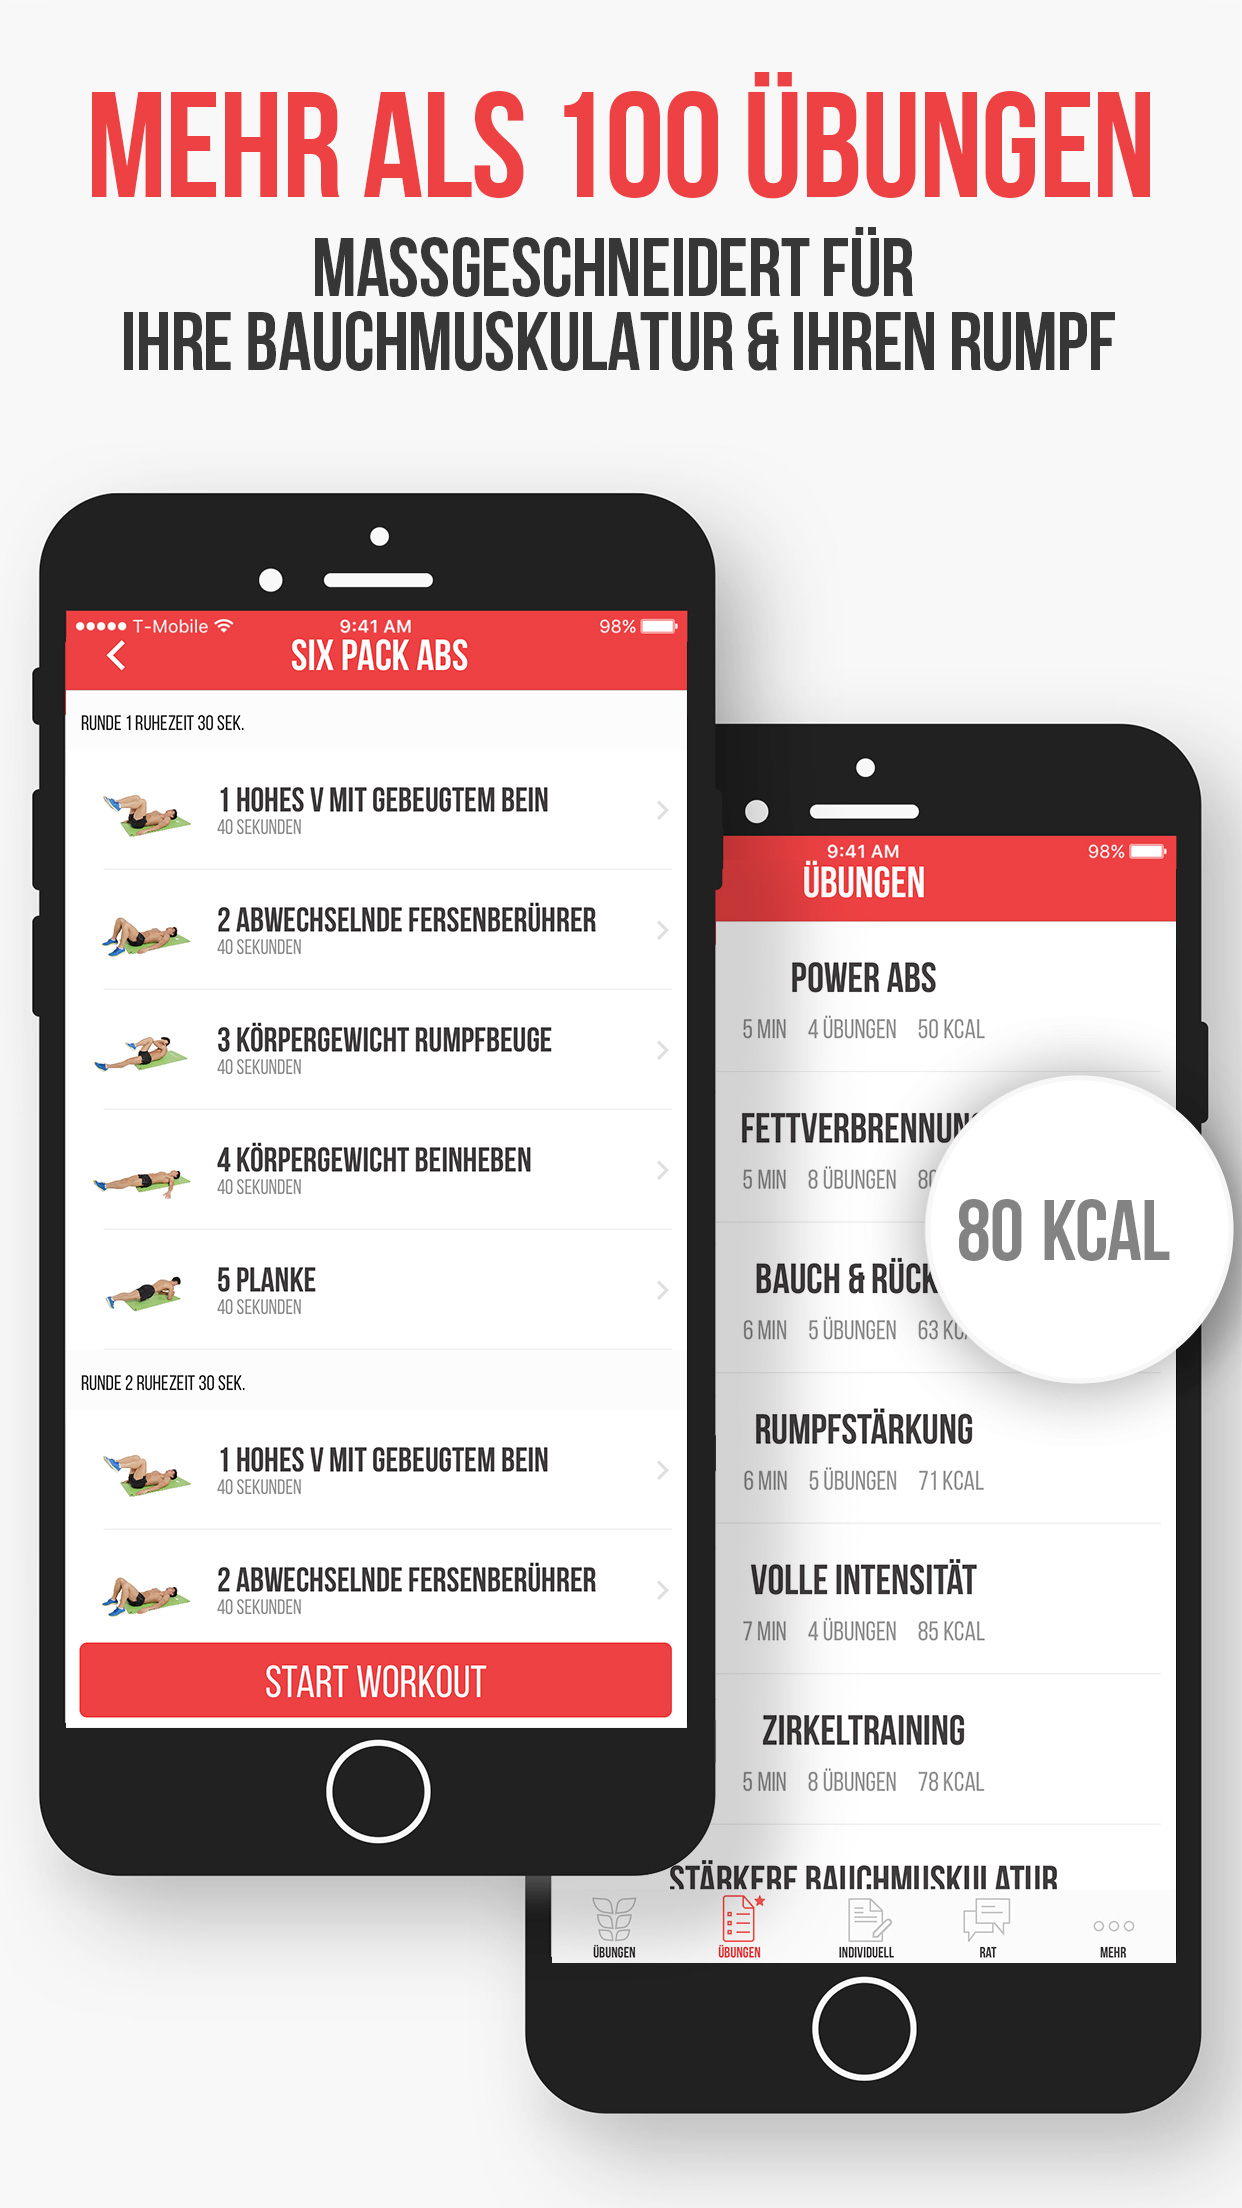 MEHR ALS 100 ÜBUNGEN
MASSGESCHNEIDERT FÜR
IHRE BAUCHMUSKULATUR & IHREN RUMPF
T-Mobile 9:41 AM 98%
SIX PACK ABS
RUNDE 1 RUHEZEIT 30 SEK.
1 HOHES V MIT GEBEUGTEM BEIN
40 SEKUNDEN
2 ABWECHSELNDE FERSENBERÜHRER
40 SEKUNDEN
3 KÖRPERGEWICHT RUMPFBEUGE
40 SEKUNDEN
4 KÖRPERGEWICHT BEINHEBEN
40 SEKUNDEN
5 PLANKE
40 SEKUNDEN
RUNDE 2 RUHEZEIT 30 SEK.
1 HOHES V MIT GEBEUGTEM BEIN
40 SEKUNDEN
2 ABWECHSELNDE FERSENBERÜHRER
40 SEKUNDEN
START WORKOUT
9:41 AM 98%
ÜBUNGEN
POWER ABS
5 MIN 4 ÜBUNGEN 50 KCAL
FETTVERBRENNUNG
5 MIN 8 ÜBUNGEN 80
80 KCAL
BAUCH & RÜCK
6 MIN 5 ÜBUNGEN 63 KCAL
RUMPFSTÄRKUNG
6 MIN 5 ÜBUNGEN 71 KCAL
VOLLE INTENSITÄT
7 MIN 4 ÜBUNGEN 85 KCAL
ZIRKELTRAINING
5 MIN 8 ÜBUNGEN 78 KCAL
STÄRKERE BAUCHMUSKULATUR
ÜBUNGEN ÜBUNGEN INDIVIDUELL RAT MEHR